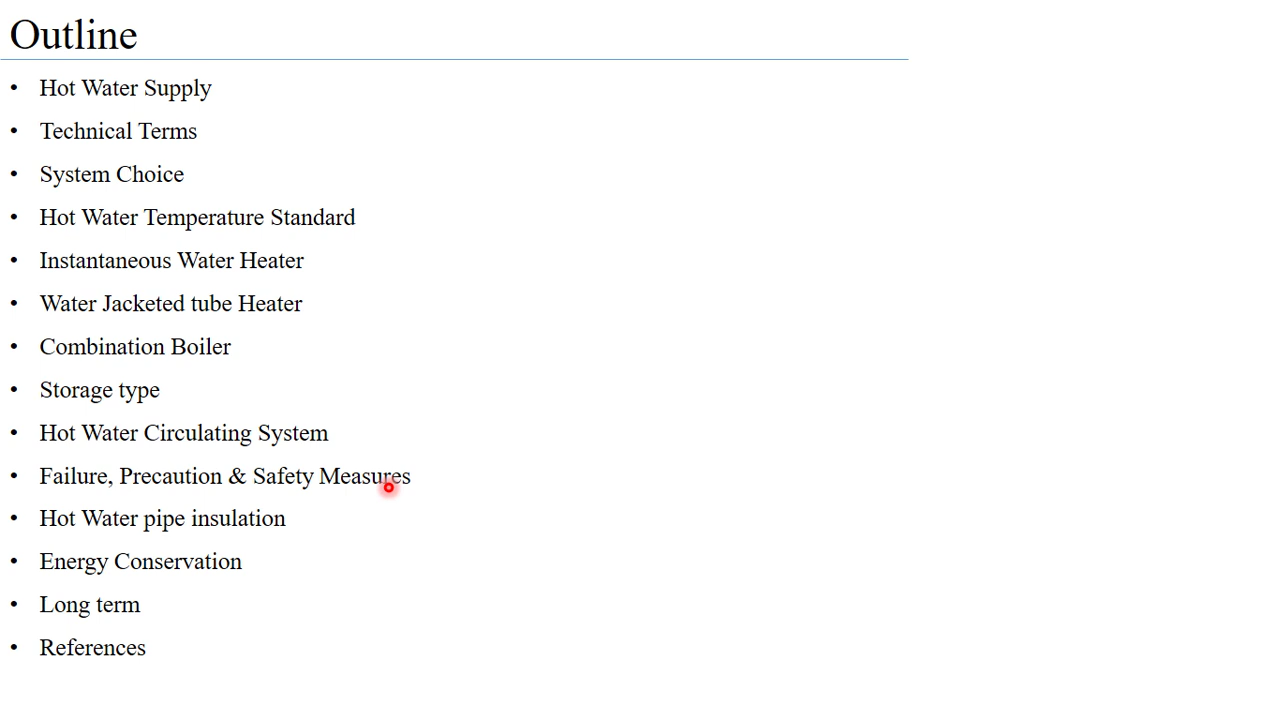 Outline
• Hot Water Supply
• Technical Terms
• System Choice
• Hot Water Temperature Standard
• Instantaneous Water Heater
• Water Jacketed tube Heater
• Combination Boiler
• Storage type
• Hot Water Circulating System
• Failure, Precaution & Safety Measures
• Hot Water pipe insulation
• Energy Conservation
• Long term
• References